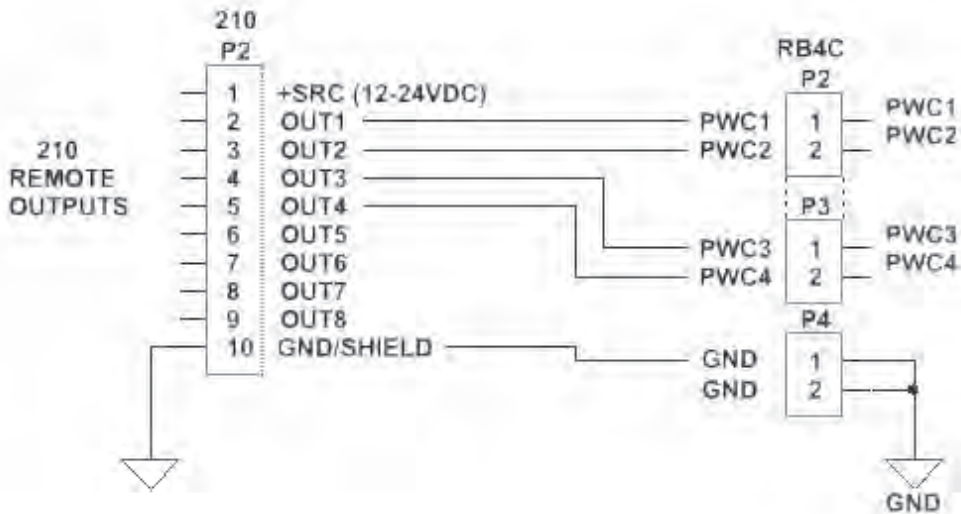 210
P2
1 +SRC (12-24VDC)
2 OUT1
3 OUT2
4 OUT3
5 OUT4
6 OUT5
7 OUT6
8 OUT7
9 OUT8
10 GND/SHIELD
210
REMOTE
OUTPUTS
RB4C
P2
PWC1 1 PWC1
PWC2 2 PWC2
P3
PWC3 1 PWC3
PWC4 2 PWC4
P4
GND 1
GND 2
GND